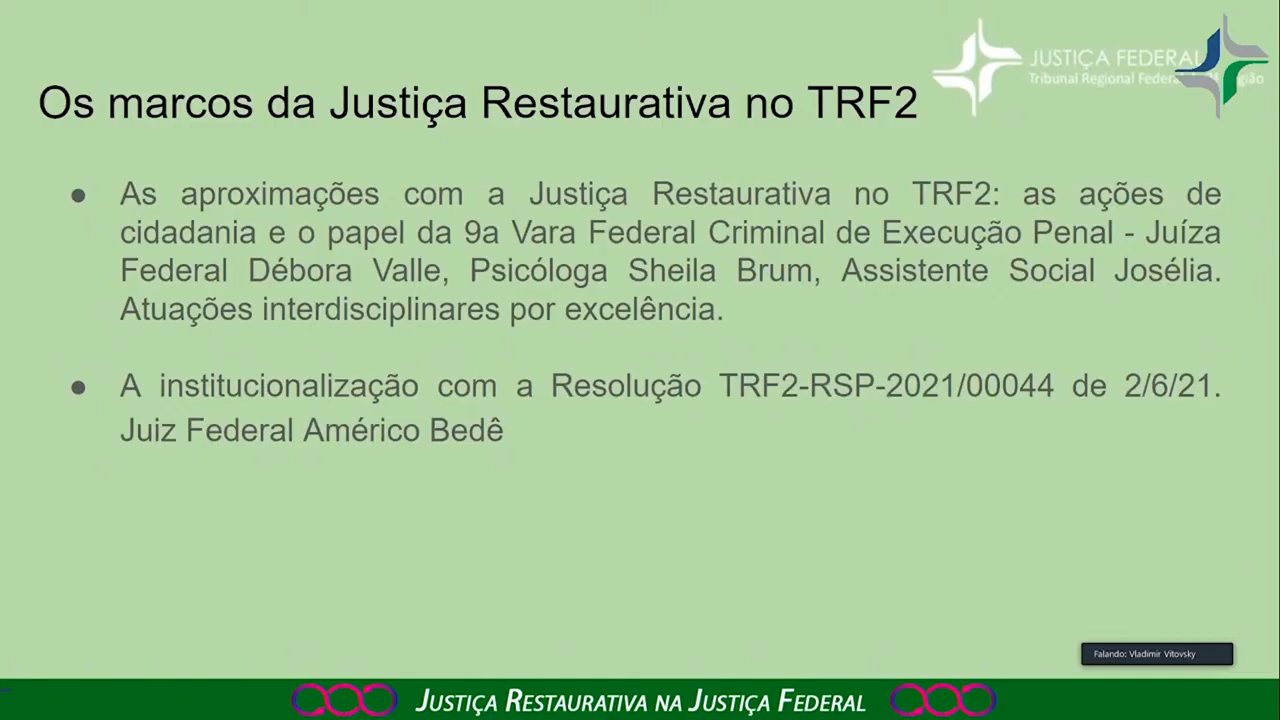 JUSTIÇA FEDERAL
Tribunal Regional Federal
Os marcos da Justiça Restaurativa no TRF2
● As aproximações com a Justiça Restaurativa no TRF2: as ações de
cidadania e o papel da 9a Vara Federal Criminal de Execução Penal - Juíza
Federal Débora Valle, Psicóloga Sheila Brum, Assistente Social Josélia.
Atuações interdisciplinares por excelência.
● A institucionalização com a Resolução TRF2-RSP-2021/00044 de 2/6/21.
Juiz Federal Américo Bedê
Falando: Vladimir Vitovsky
JUSTIÇA RESTAURATIVA NA JUSTIÇA FEDERAL